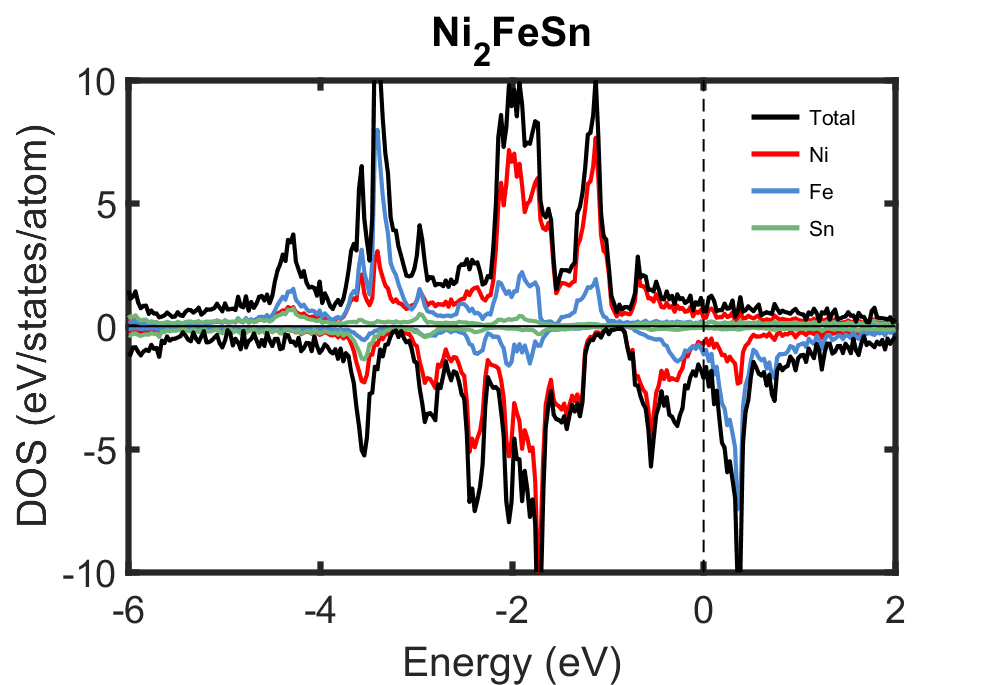 Ni2FeSn
DOS (eV/states/atom)
10
5
0
-5
-10
Total
Ni
Fe
Sn
-6 -4 -2 0 2
Energy (eV)